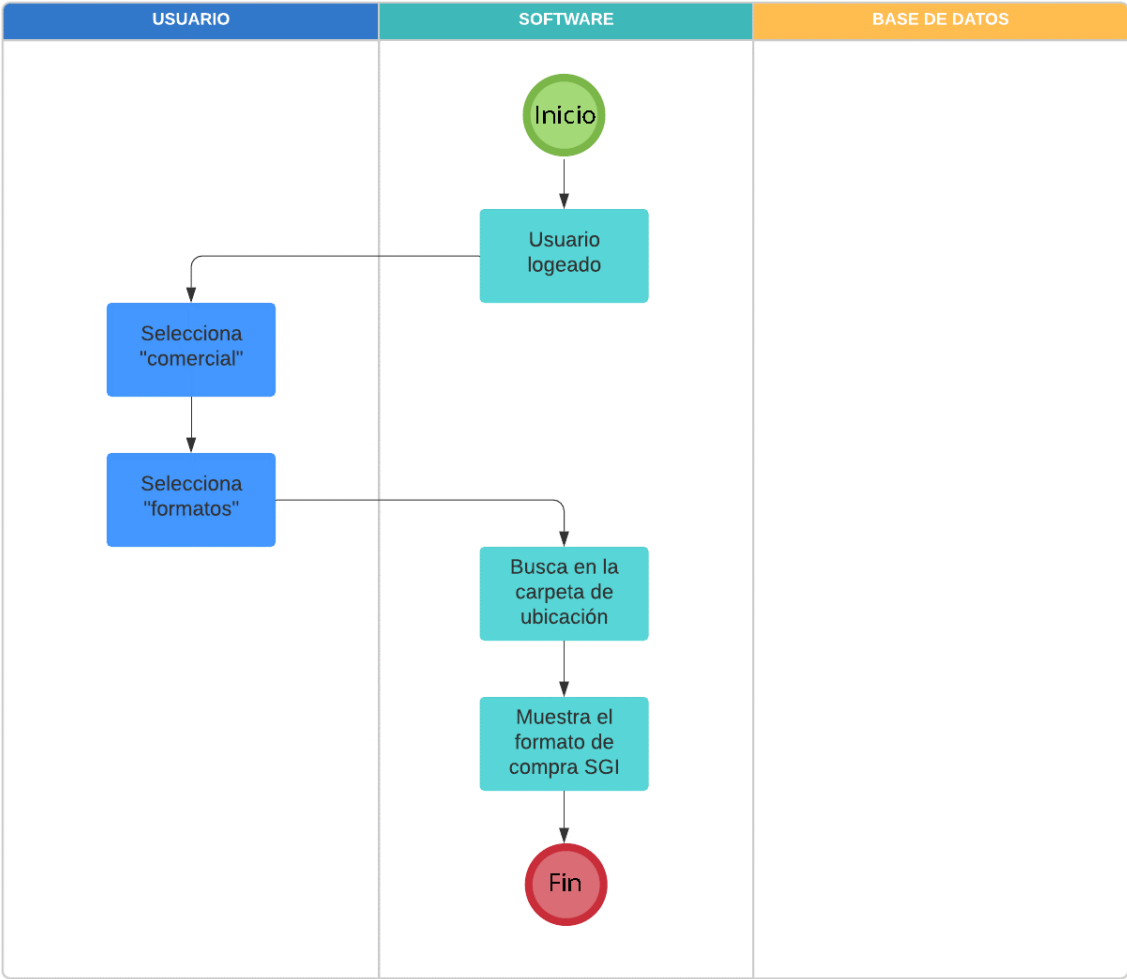 USUARIO
SOFTWARE
BASE DE DATOS
Inicio
Usuario
logeado
Selecciona
"comercial"
Selecciona
"formatos"
Busca en la
carpeta de
ubicación
Muestra el
formato de
compra SGI
Fin